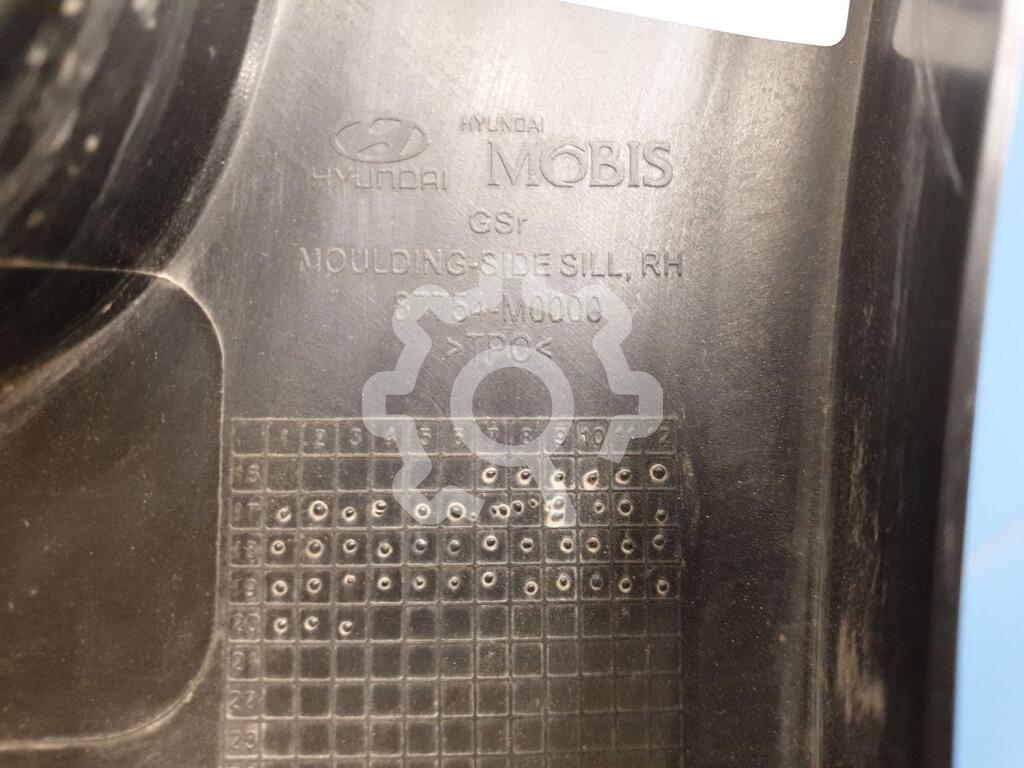 HYUNDAI
HYUNDAI
MOBIS
GSr
MOULDING-SIDE SILL, RH
87754-M0000
>TPO<
1 2 3 4 5 6 7 8 9 10 11 12
16
17
18
19
20
21
22
23